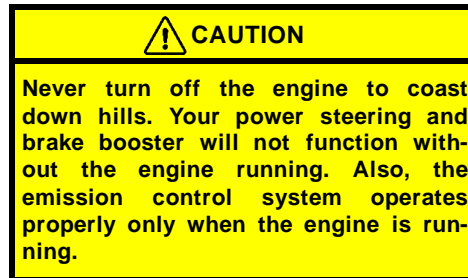 CAUTION
Never turn off the engine to coast
down hills. Your power steering and
brake booster will not function with-
out the engine running. Also, the
emission control system operates
properly only when the engine is run-
ning.